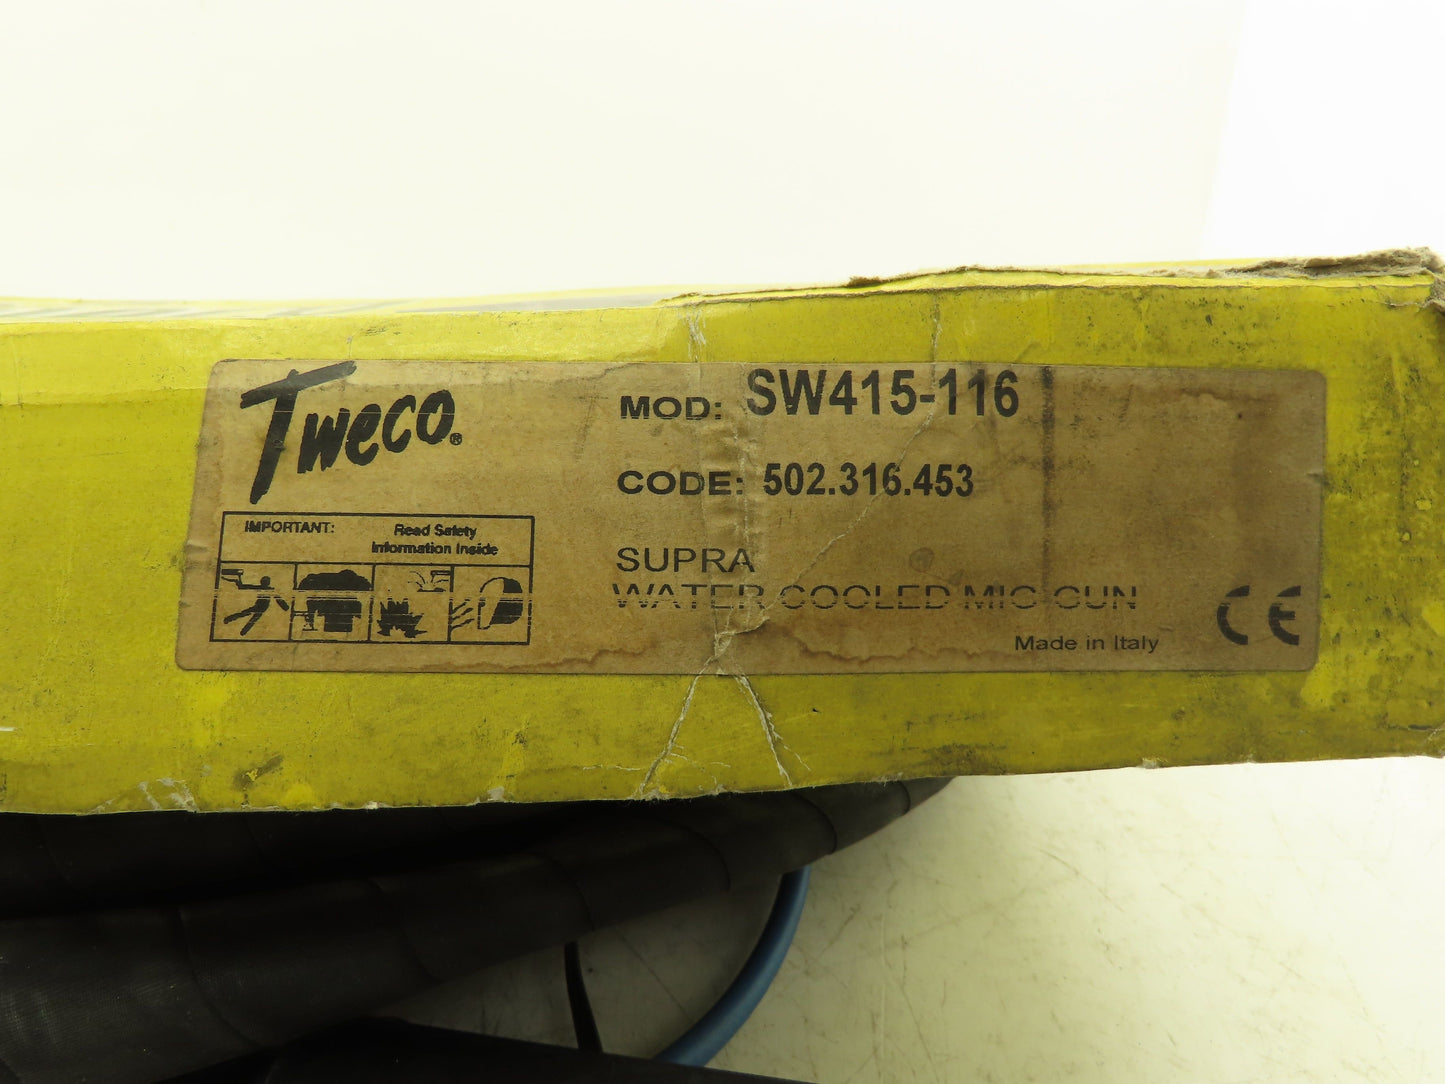 Tweco®
MOD: SW415-116
CODE: 502.316.453
IMPORTANT: Read Safety
Information Inside
SUPRA
WATER COOLED MIG GUN
Made in Italy
CE